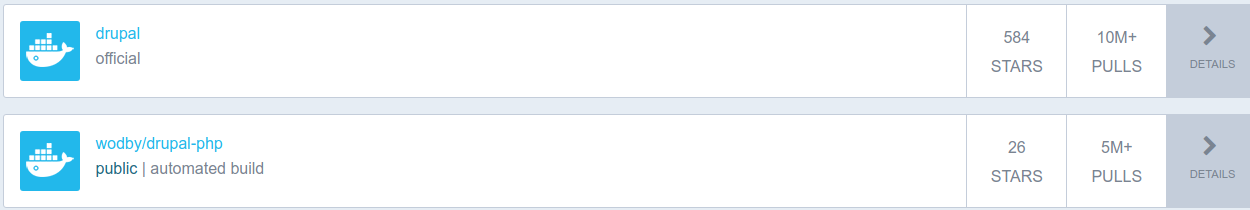 drupal
official
584
STARS
10M+
PULLS
DETAILS
wodby/drupal-php
public | automated build
26
STARS
5M+
PULLS
DETAILS